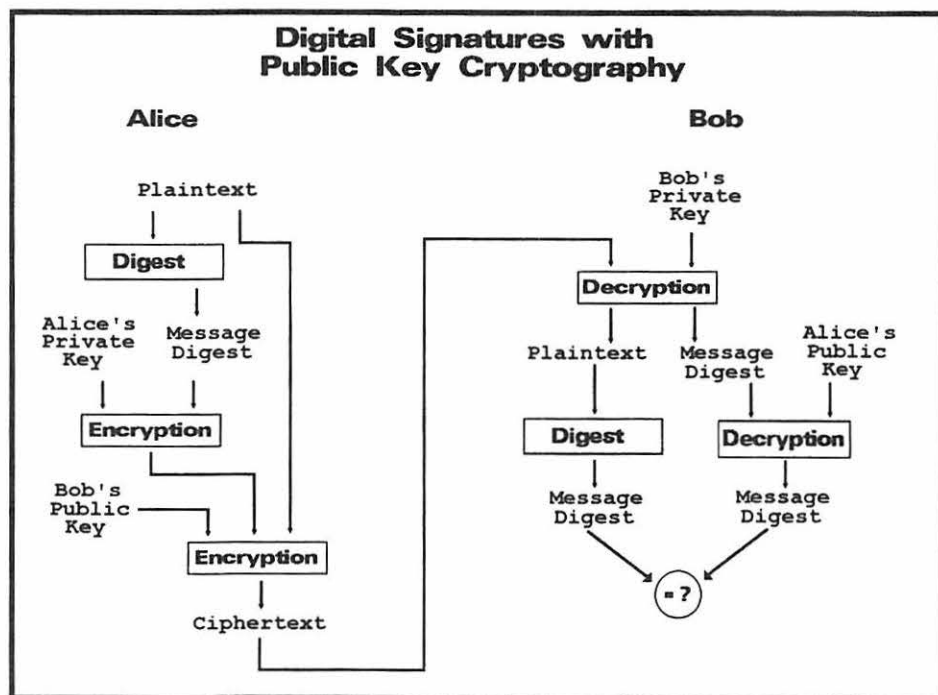 Digital Signatures with
Public Key Cryptography
Alice
Bob
Plaintext
Digest
Alice's
Private
Key
Message
Digest
Encryption
Bob's
Public
Key
Encryption
Ciphertext
Bob's
Private
Key
Decryption
Plaintext
Message
Digest
Alice's
Public
Key
Digest
Decryption
Message
Digest
Message
Digest
= ?